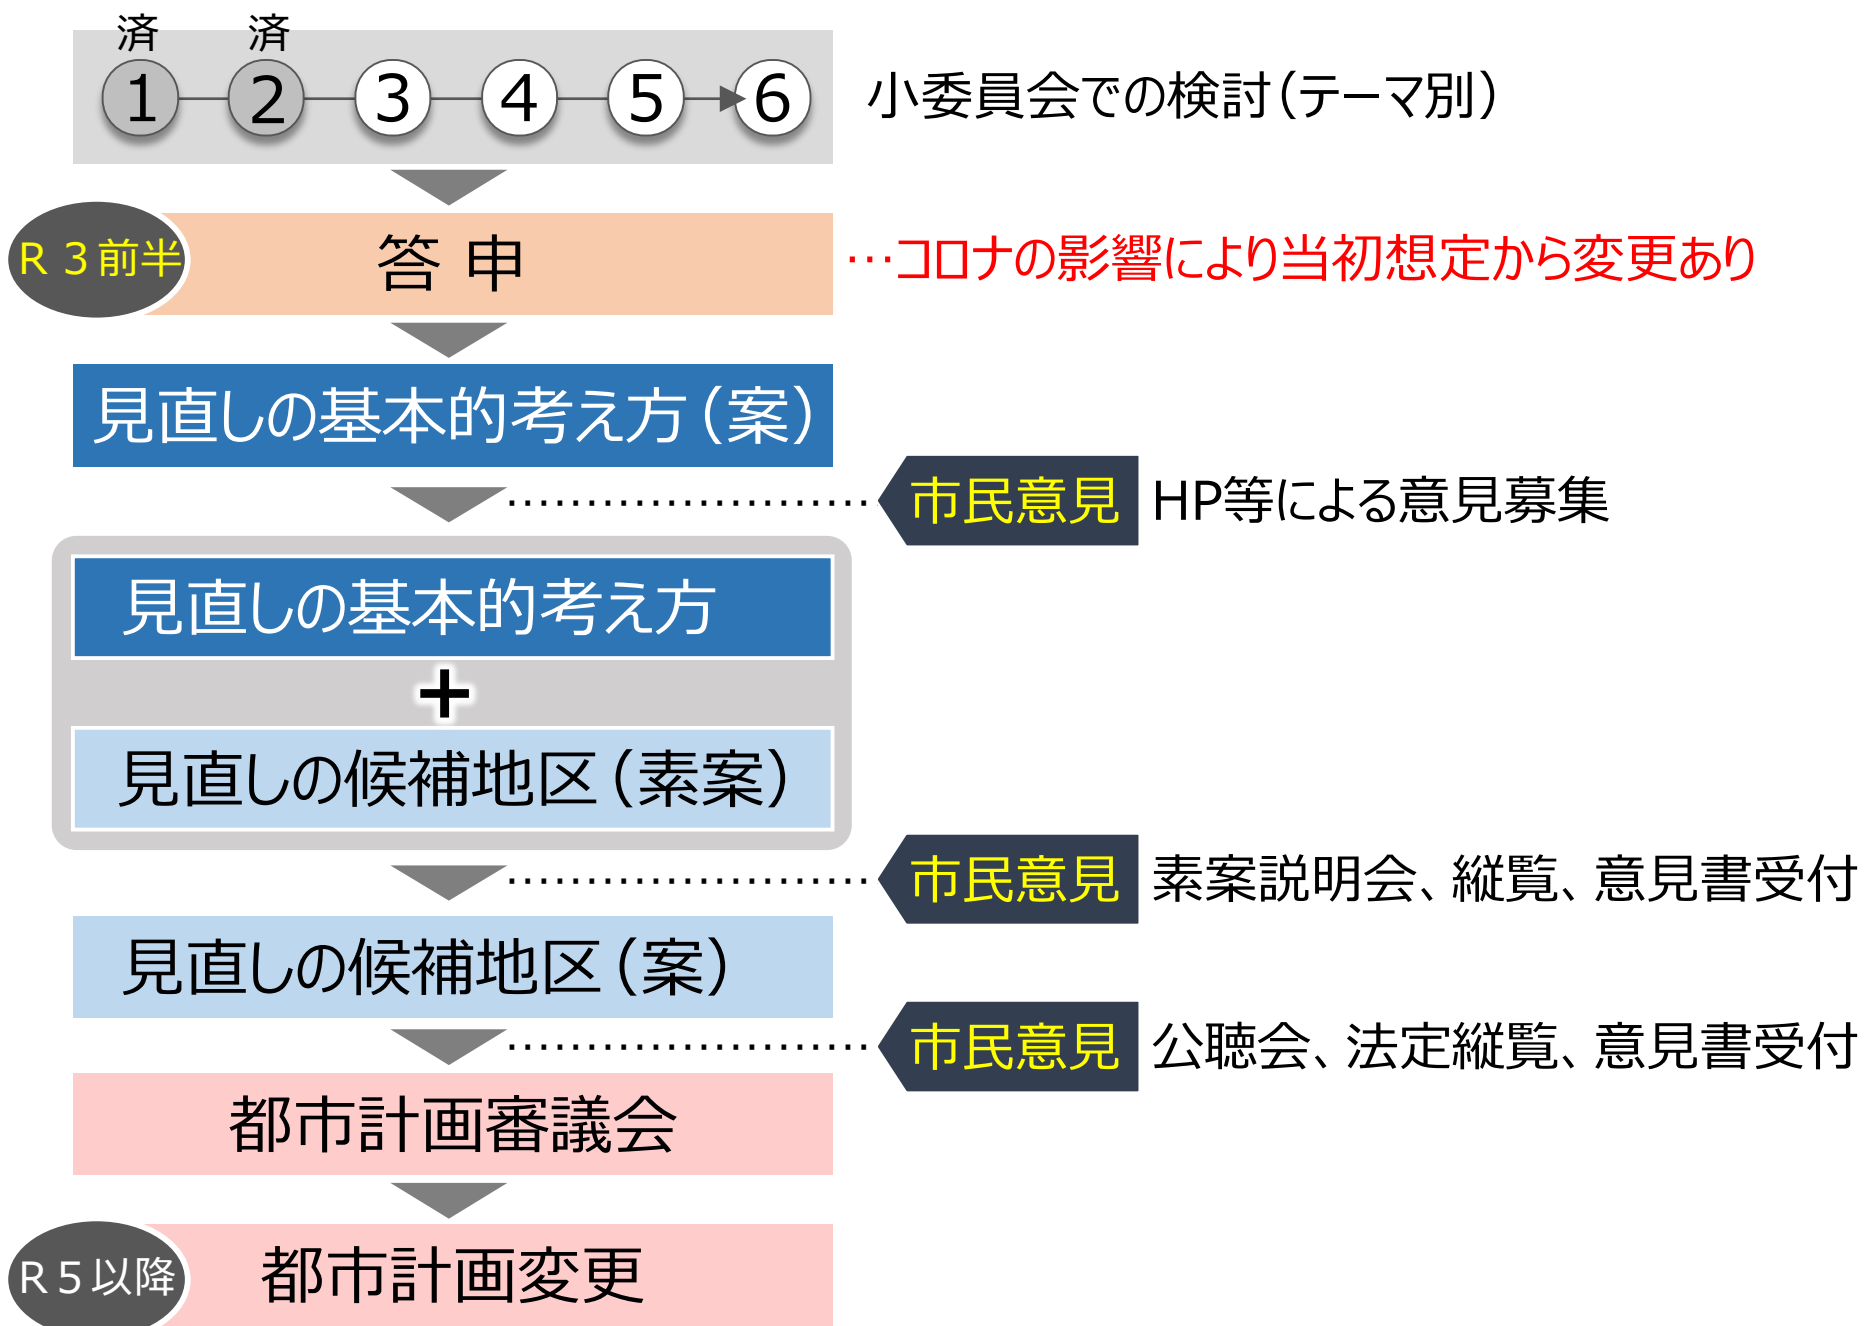 済 済
1 2 3 4 5 6 小委員会での検討（テーマ別）
R３前半 答 申 …コロナの影響により当初想定から変更あり
見直しの基本的考え方（案）
市民意見 HP等による意見募集
見直しの基本的考え方
+
見直しの候補地区（素案）
市民意見 素案説明会、縦覧、意見書受付
見直しの候補地区（案）
市民意見 公聴会、法定縦覧、意見書受付
都市計画審議会
R５以降 都市計画変更